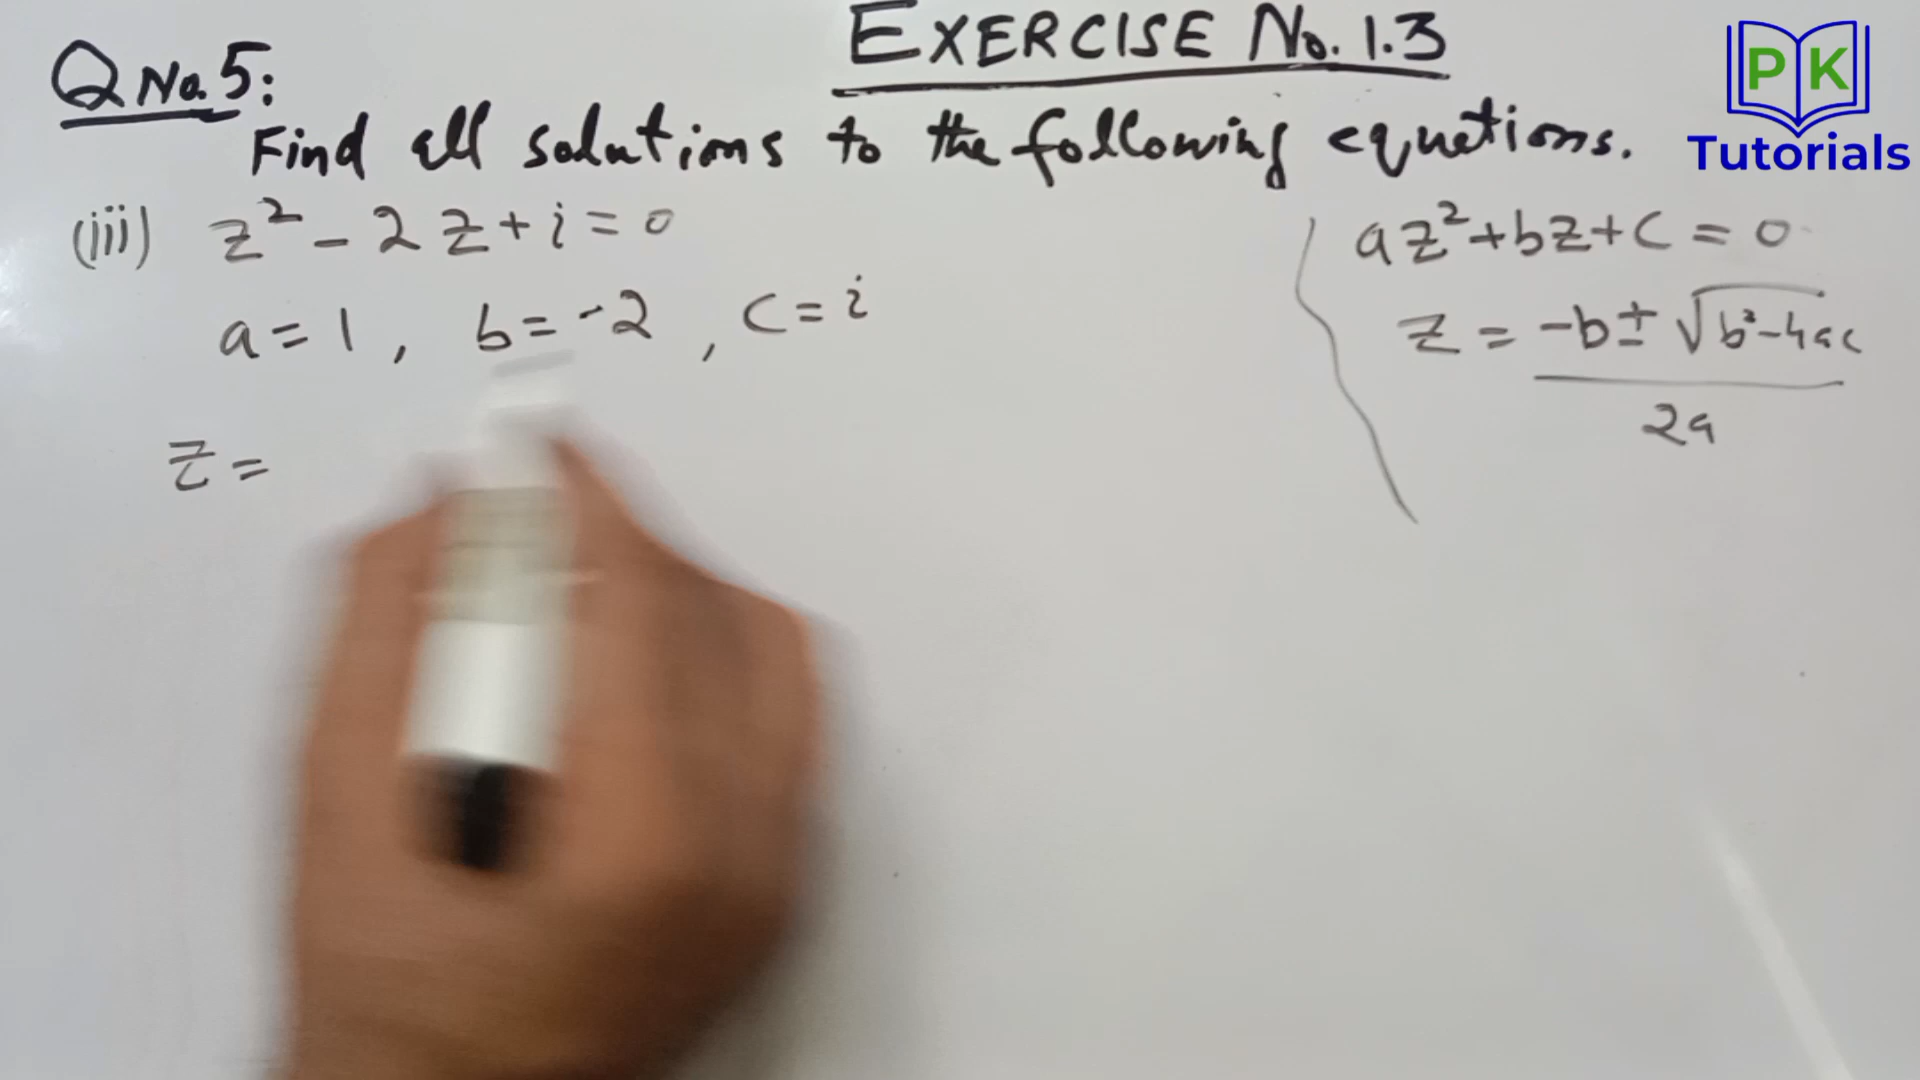 EXERCISE No. 1.3
PK
Tutorials
Q No. 5:
Find all solutions to the following equations.
(iii) z² - 2z + i = 0
a = 1, b = -2, c = i
z =
az² + bz + c = 0
z = -b ± √b² - 4ac
2a